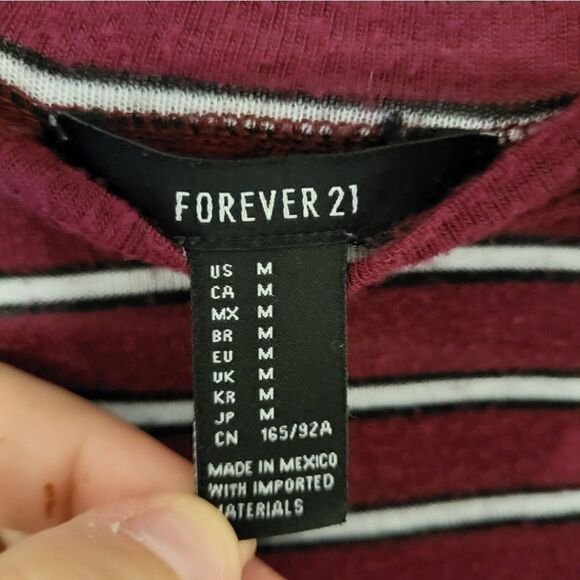 FOREVER 21
US M
CA M
MX M
BR M
EU M
UK M
KR M
JP M
CN 165/92A
MADE IN MEXICO
WITH IMPORTED
MATERIALS